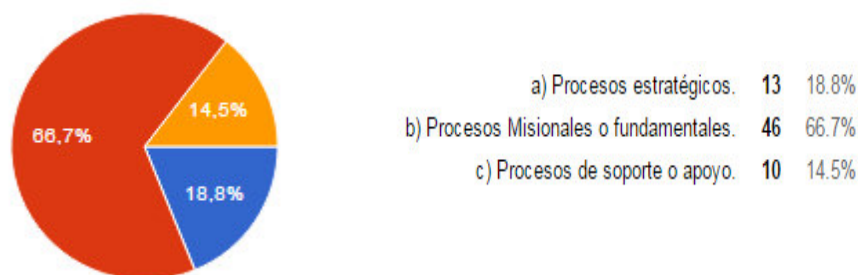 66,7%
14,5%
18,8%
a) Procesos estratégicos. 13 18.8%
b) Procesos Misionales o fundamentales. 46 66.7%
c) Procesos de soporte o apoyo. 10 14.5%